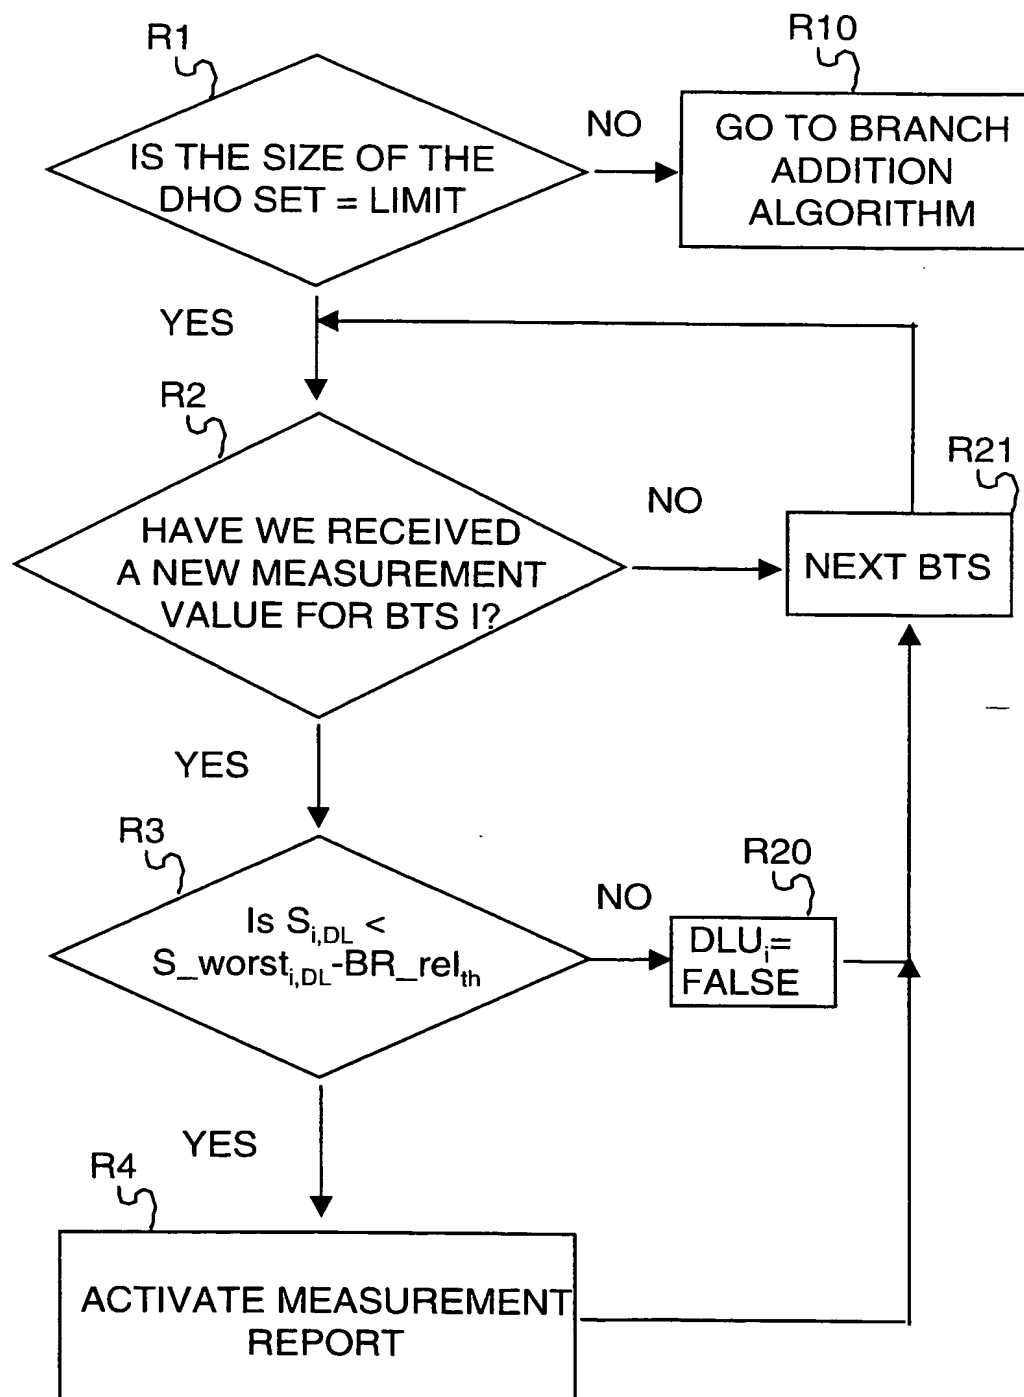 R1
IS THE SIZE OF THE
DHO SET = LIMIT
NO
R10
GO TO BRANCH
ADDITION
ALGORITHM
YES
R2
HAVE WE RECEIVED
A NEW MEASUREMENT
VALUE FOR BTS I?
NO
R21
NEXT BTS
YES
R3
Is S_{i,DL} <
S_worst_{i,DL}-BR_rel_{th}
NO
R20
DLU_i=
FALSE
YES
R4
ACTIVATE MEASUREMENT
REPORT